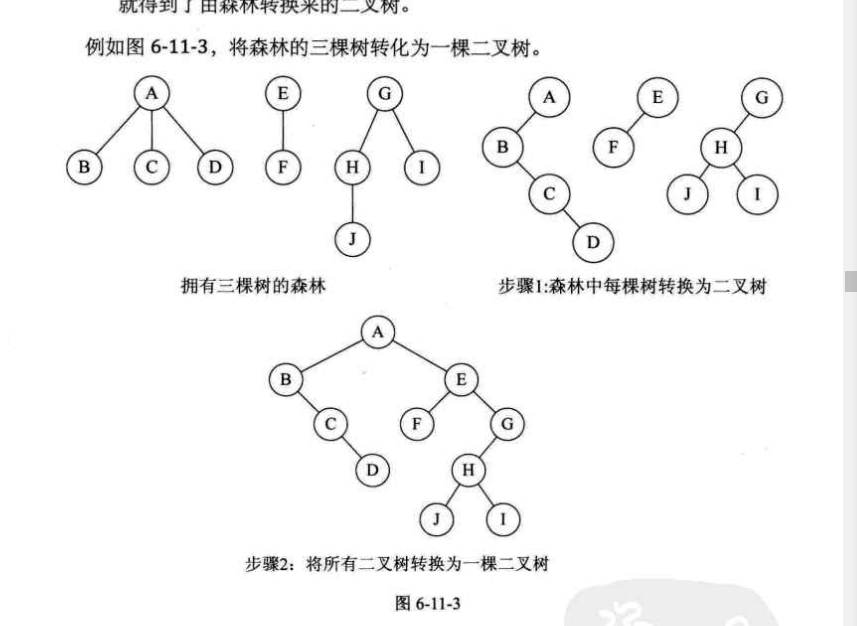 就得到了由森林转换来的二叉树。
例如图 6-11-3，将森林的三棵树转化为一棵二叉树。
A E G
B C D F H I
J
拥有三棵树的森林
A E G
B F H
C J I
D
步骤1:森林中每棵树转换为二叉树
A
B E
C F G
D H
J I
步骤2：将所有二叉树转换为一棵二叉树
图 6-11-3